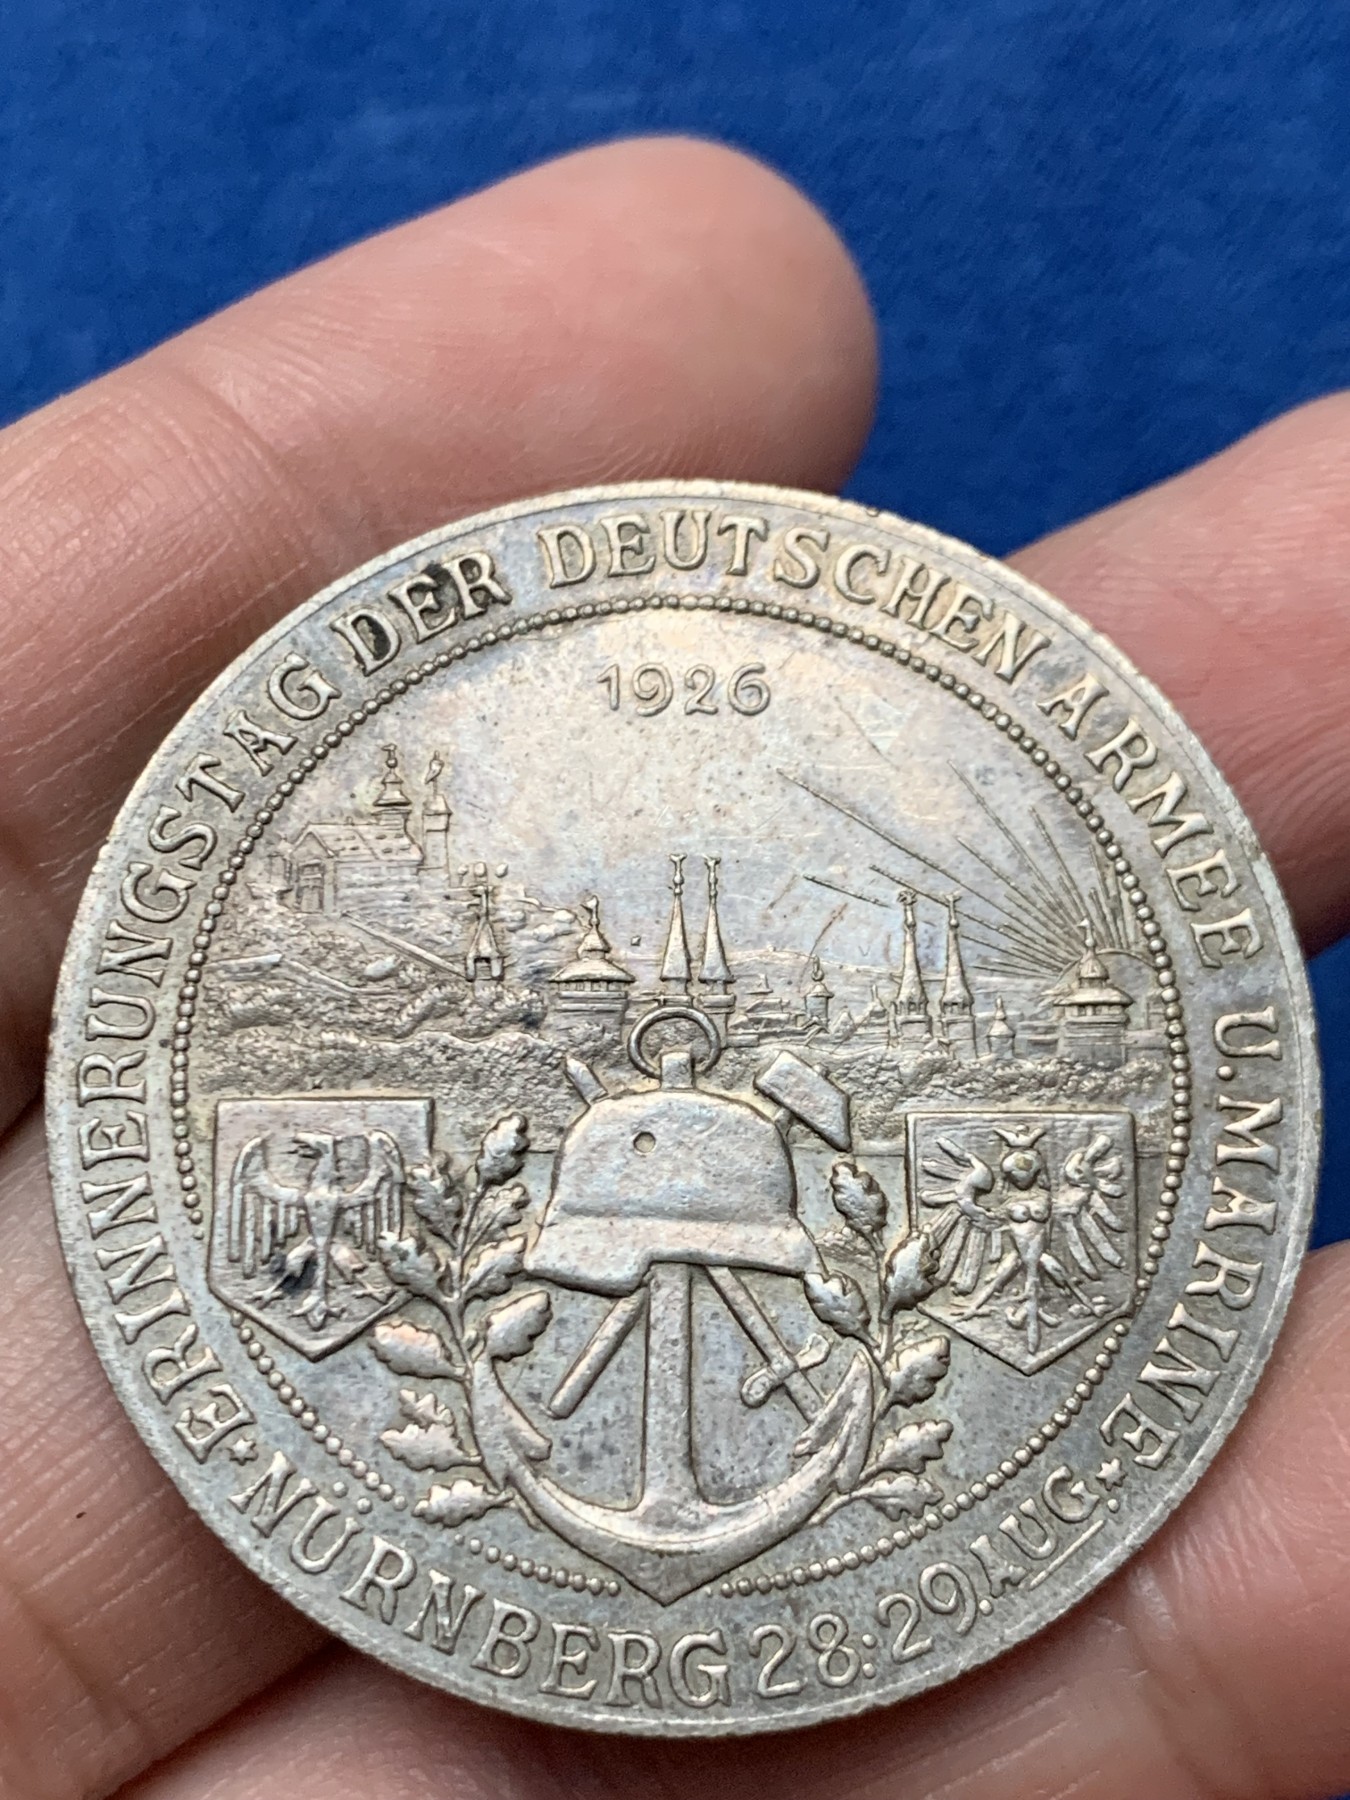 ERINNERUNGSTAG DER DEUTSCHEN ARMEE U. MARINE
1926
NÜRNBERG 28: 29. AUG.